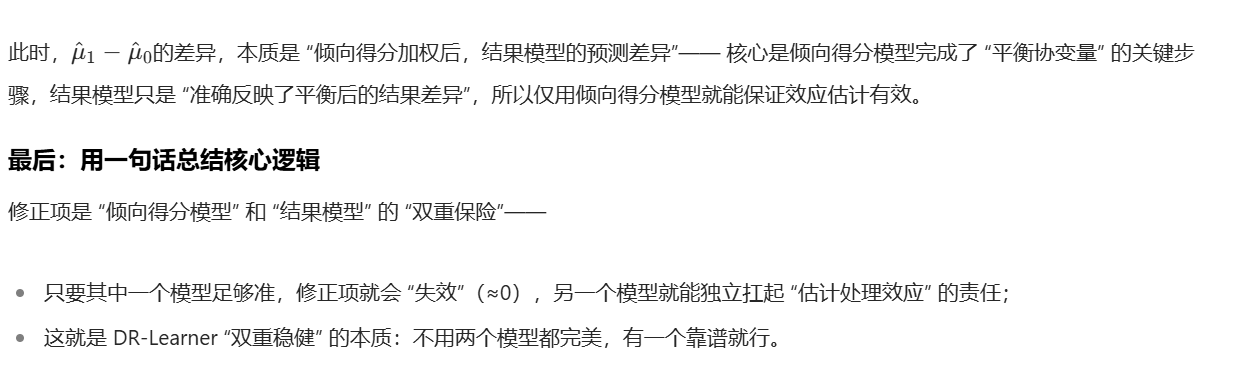 此时，μ̂₁ − μ̂₀的差异，本质是 “倾向得分加权后，结果模型的预测差异”—— 核心是倾向得分模型完成了 “平衡协变量” 的关键步
骤，结果模型只是 “准确反映了平衡后的结果差异”，所以仅用倾向得分模型就能保证效应估计有效。
最后：用一句话总结核心逻辑
修正项是 “倾向得分模型” 和 “结果模型” 的 “双重保险”——
• 只要其中一个模型足够准，修正项就会 “失效”（≈0），另一个模型就能独立扛起 “估计处理效应” 的责任；
• 这就是 DR-Learner “双重稳健” 的本质：不用两个模型都完美，有一个靠谱就行。